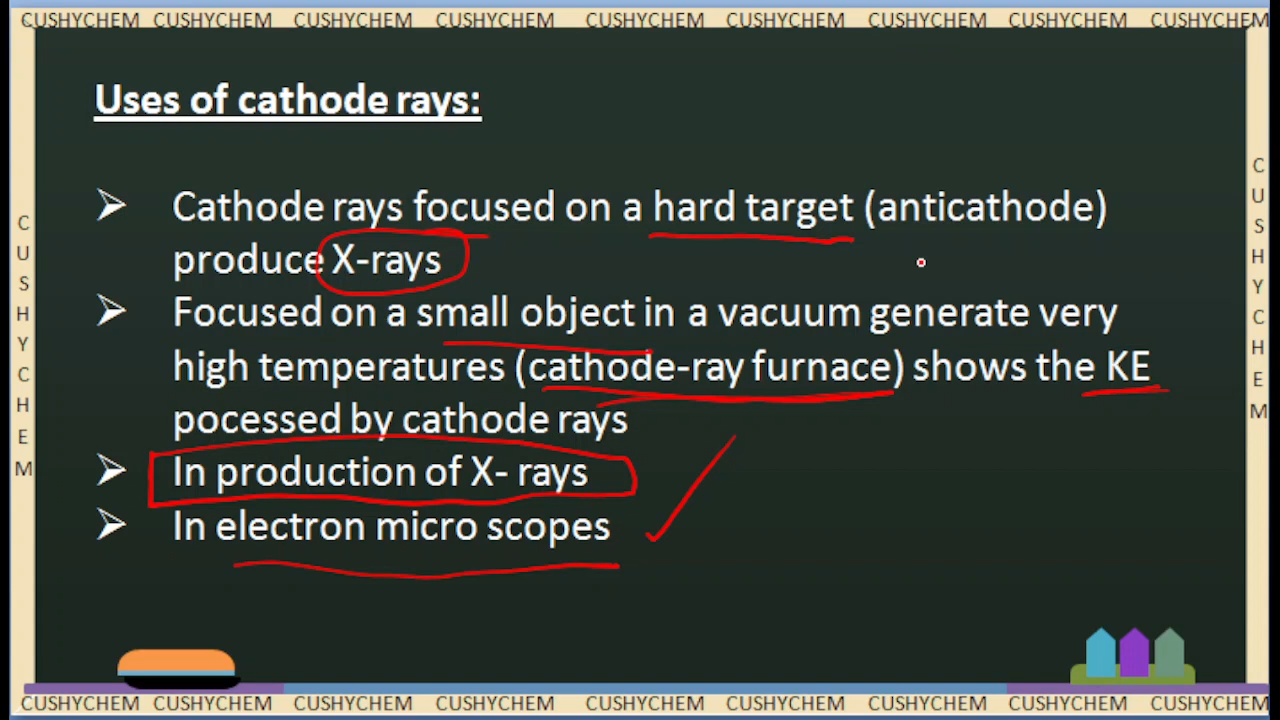 CUSHYCHEM CUSHYCHEM CUSHYCHEM CUSHYCHEM CUSHYCHEM CUSHYCHEM CUSHYCHEM CUSHYCHEM CUSHYCHEM
CUSHYCHEM
Uses of cathode rays:
➢ Cathode rays focused on a hard target (anticathode)
produce X-rays
➢ Focused on a small object in a vacuum generate very
high temperatures (cathode-ray furnace) shows the KE
pocessed by cathode rays
➢ In production of X- rays
➢ In electron micro scopes
CUSHYCHEM
CUSHYCHEM CUSHYCHEM CUSHYCHEM CUSHYCHEM CUSHYCHEM CUSHYCHEM CUSHYCHEM CUSHYCHEM CUSHYCHEM